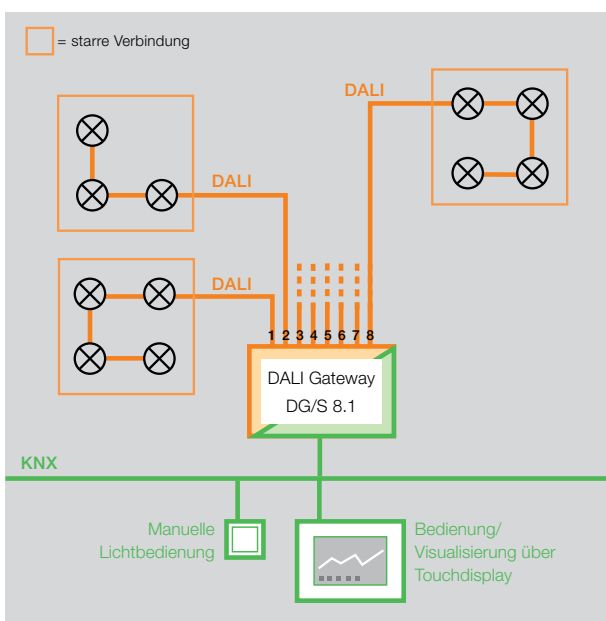 = starre Verbindung
DALI
DALI
DALI
1 2 3 4 5 6 7 8
DALI Gateway
DG/S 8.1
KNX
Manuelle
Lichtbedienung
Bedienung/
Visualisierung über
Touchdisplay